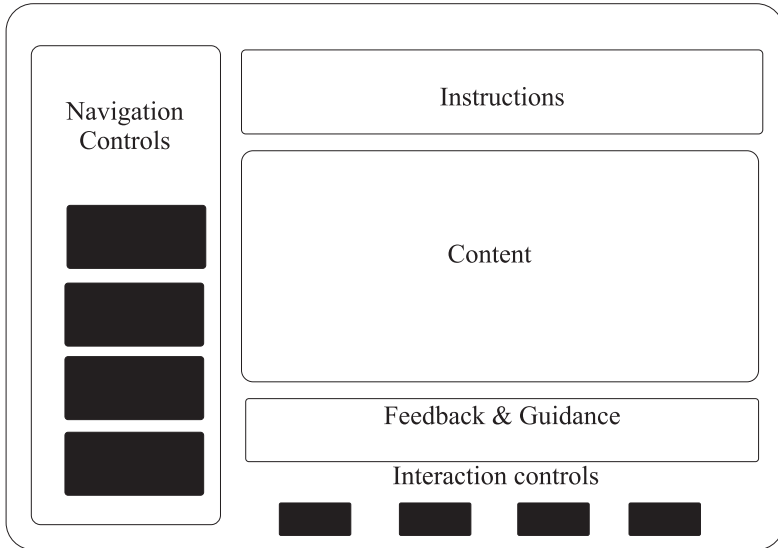 Navigation
Controls
Instructions
Content
Feedback & Guidance
Interaction controls